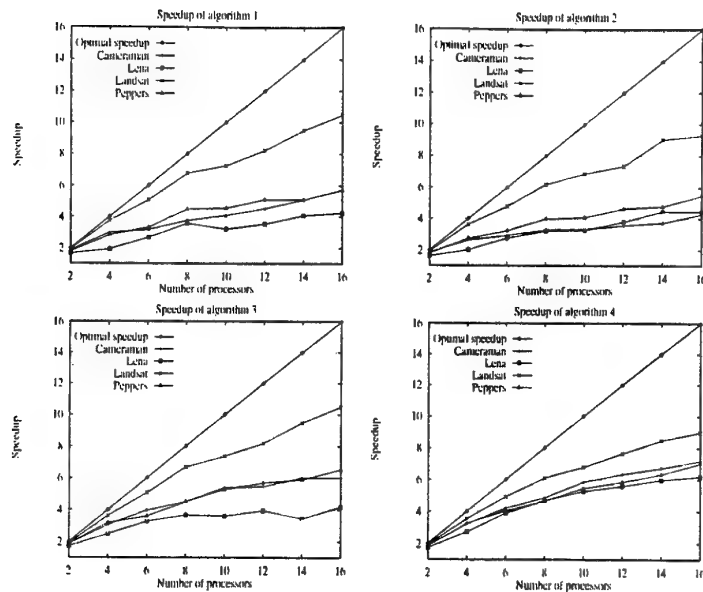 Speedup of algorithm 1
16
14
12
10
8
6
4
2
Speedup
Optimal speedup
Cameraman
Lena
Landsat
Peppers
2 4 6 8 10 12 14 16
Number of processors
Speedup of algorithm 2
16
14
12
10
8
6
4
2
Speedup
Optimal speedup
Cameraman
Lena
Landsat
Peppers
2 4 6 8 10 12 14 16
Number of processors
Speedup of algorithm 3
16
14
12
10
8
6
4
2
Speedup
Optimal speedup
Cameraman
Lena
Landsat
Peppers
2 4 6 8 10 12 14 16
Number of processors
Speedup of algorithm 4
16
14
12
10
8
6
4
2
Speedup
Optimal speedup
Cameraman
Lena
Landsat
Peppers
2 4 6 8 10 12 14 16
Number of processors